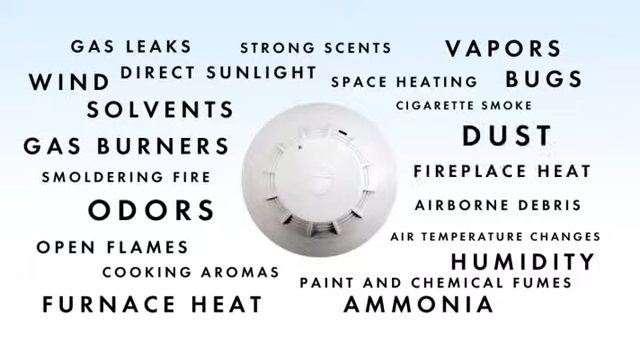 GAS LEAKS
STRONG SCENTS
VAPORS
WIND
DIRECT SUNLIGHT
SPACE HEATING
BUGS
SOLVENTS
CIGARETTE SMOKE
DUST
GAS BURNERS
SMOLDERING FIRE
FIREPLACE HEAT
ODORS
AIRBORNE DEBRIS
OPEN FLAMES
AIR TEMPERATURE CHANGES
COOKING AROMAS
HUMIDITY
PAINT AND CHEMICAL FUMES
FURNACE HEAT
AMMONIA